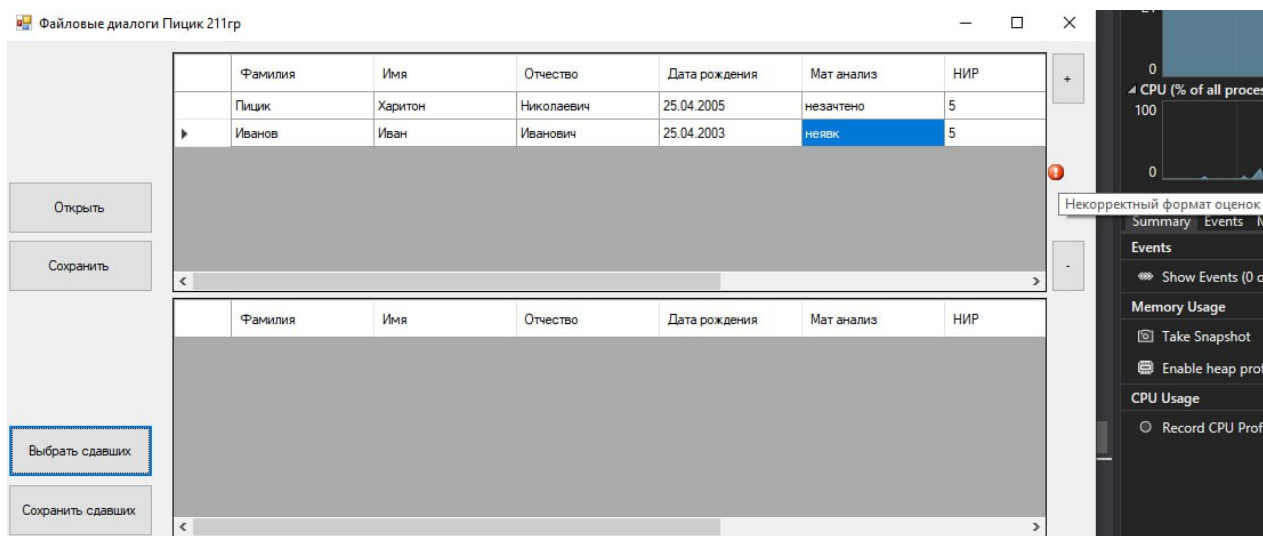 Файловые диалоги Пицик 211гр
Фамилия Имя Отчество Дата рождения Мат анализ НИР
Пицик Харитон Николаевич 25.04.2005 незачтено 5
Иванов Иван Иванович 25.04.2003 неявк 5
+
-
Открыть
Сохранить
Некорректный формат оценок
Фамилия Имя Отчество Дата рождения Мат анализ НИР
Выбрать сдавших
Сохранить сдавших
0
CPU (% of all proces
100
0
Summary Events
Events
Show Events (0 o
Memory Usage
Take Snapshot
Enable heap prof
CPU Usage
Record CPU Prof